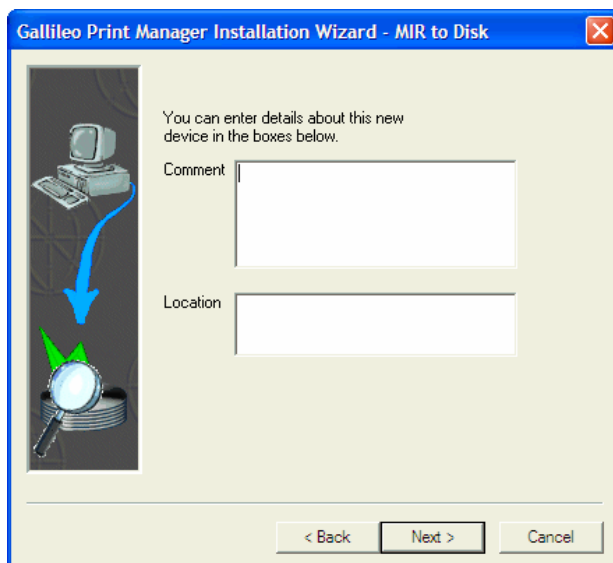 Gallileo Print Manager Installation Wizard - MIR to Disk
You can enter details about this new
device in the boxes below.
Comment
Location
< Back Next > Cancel